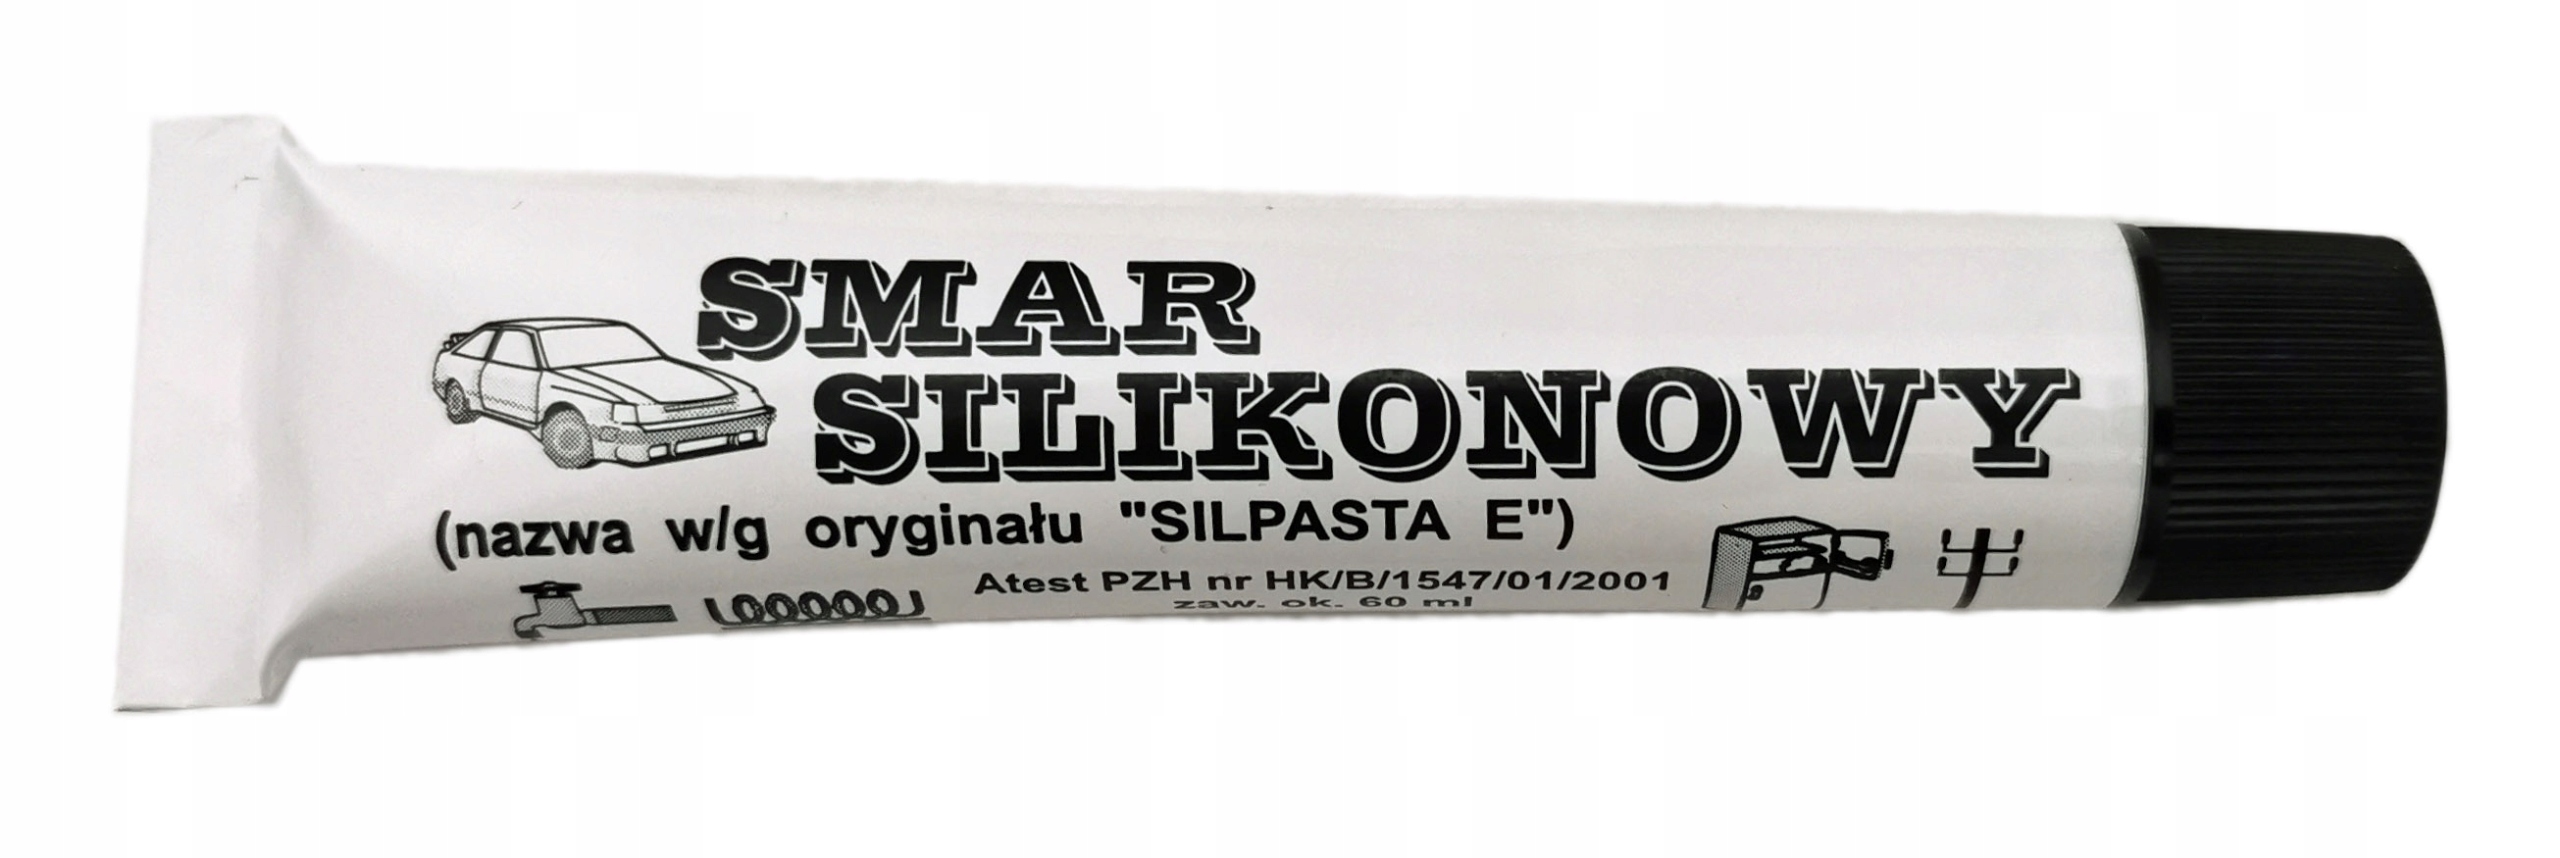 SMAR
SILIKONOWY
(nazwa w/g oryginału "SILPASTA E")
Atest PZH nr HK/B/1547/01/2001
zaw. ok. 60 ml